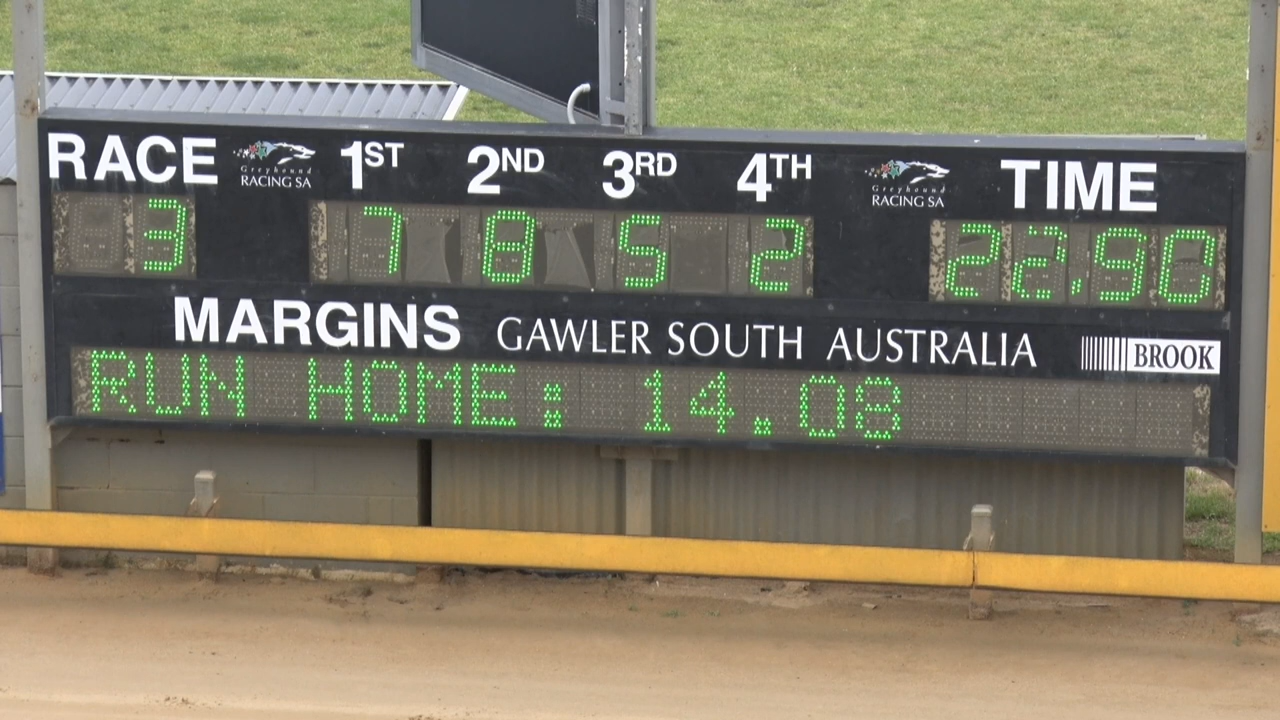 RACE Greyhound RACING SA 1ST 2ND 3RD 4TH Greyhound RACING SA TIME
3 7 8 5 2 22.90
MARGINS GAWLER SOUTH AUSTRALIA BROOK
RUN HOME: 14.08